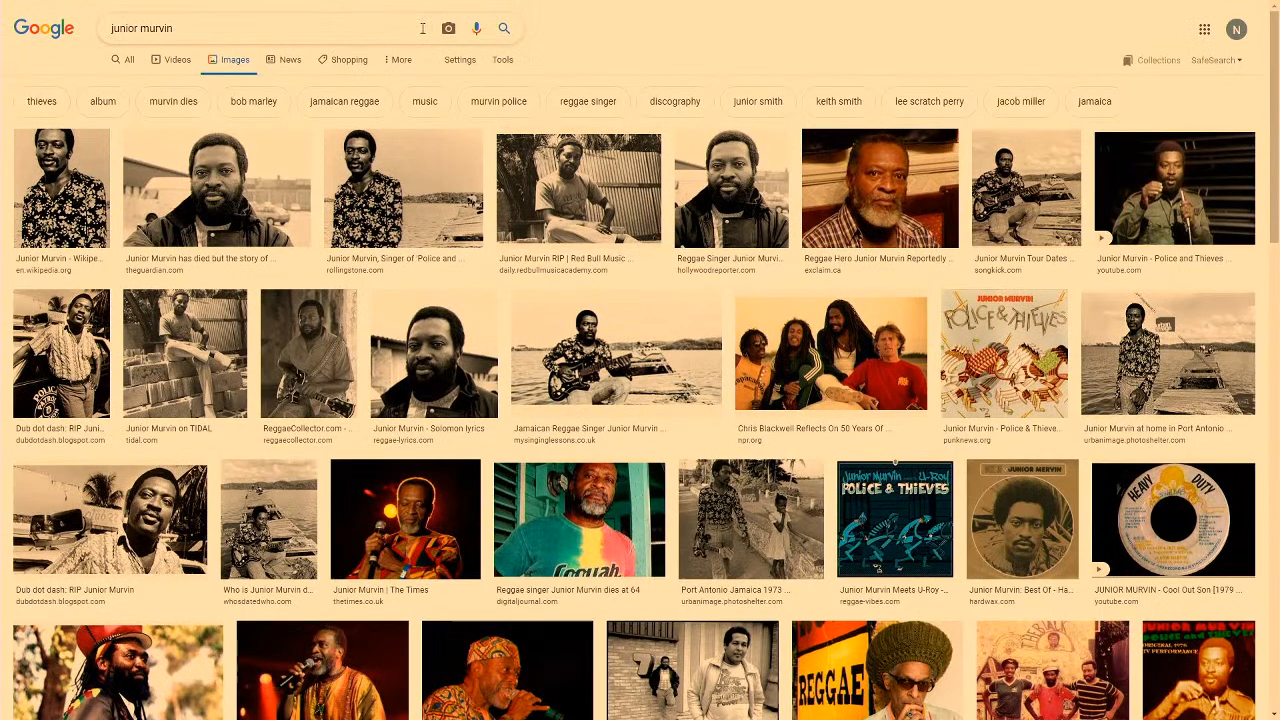 Google
junior murvin
N
All Videos Images News Shopping More Settings Tools
Collections SafeSearch
thieves album murvin dies bob marley jamaican reggae music murvin police reggae singer discography junior smith keith smith lee scratch perry jacob miller jamaica
Junior Murvin - Wikipe... Junior Murvin has died but the story of ... Junior Murvin, Singer of 'Police and ... Junior Murvin RIP | Red Bull Music ... Reggae Singer Junior Murvi... Reggae Hero Junior Murvin Reportedly ... Junior Murvin Tour Dates ... Junior Murvin - Police and Thieves ...
en.wikipedia.org theguardian.com rollingstone.com daily.redbullmusicacademy.com hollywoodreporter.com exclaim.ca songkick.com youtube.com
JUNIOR MURVIN
POLICE & THIEVES
Dub dot dash: RIP Juni... Junior Murvin on TIDAL ReggaeCollector.com - ... Junior Murvin - Solomon lyrics Jamaican Reggae Singer Junior Murvin ... Chris Blackwell Reflects On 50 Years Of ... Junior Murvin - Police & Thieve... Junior Murvin at home in Port Antonio ...
dubdotdash.blogspot.com tidal.com reggaecollector.com reggae-lyrics.com mysinginglessons.co.uk npr.org punknews.org urbanimage.photoshelter.com
Junior Murvin meets U-Roy
POLICE & THIEVES
JUNIOR MERVIN
HEAVY DUTY
Dub dot dash: RIP Junior Murvin Who is Junior Murvin d... Junior Murvin | The Times Reggae singer Junior Murvin dies at 64 Port Antonio Jamaica 1973 ... Junior Murvin Meets U-Roy -... Junior Murvin: Best Of - Ha... JUNIOR MURVIN - Cool Out Son [1979 ...
dubdotdash.blogspot.com whosdatedwho.com thetimes.co.uk digitaljournal.com urbanimage.photoshelter.com reggae-vibes.com hardwax.com youtube.com
REGGAE
JUNIOR MURVIN
POLICE AND THIEVES